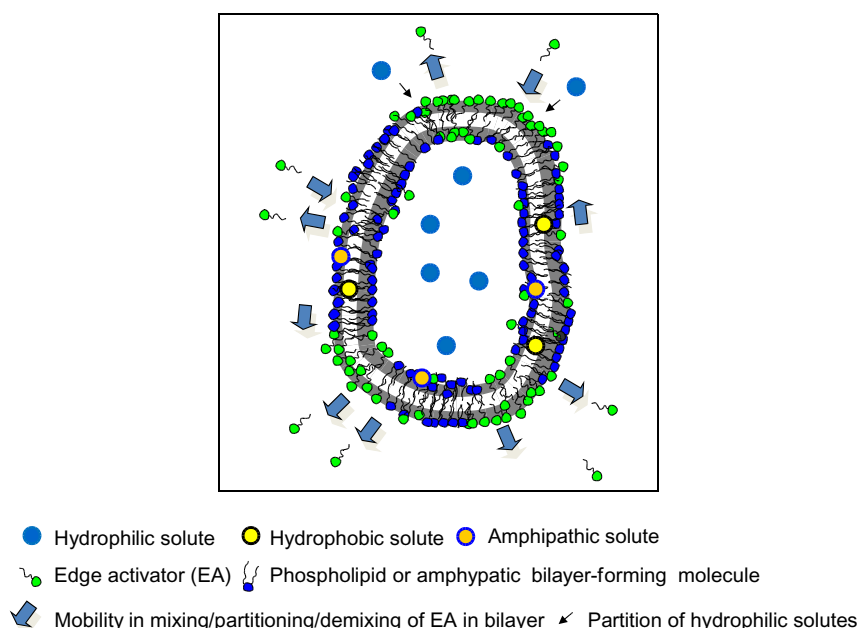 Hydrophilic solute Hydrophobic solute Amphipathic solute
Edge activator (EA) Phospholipid or amphypatic bilayer-forming molecule
Mobility in mixing/partitioning/demixing of EA in bilayer Partition of hydrophilic solutes